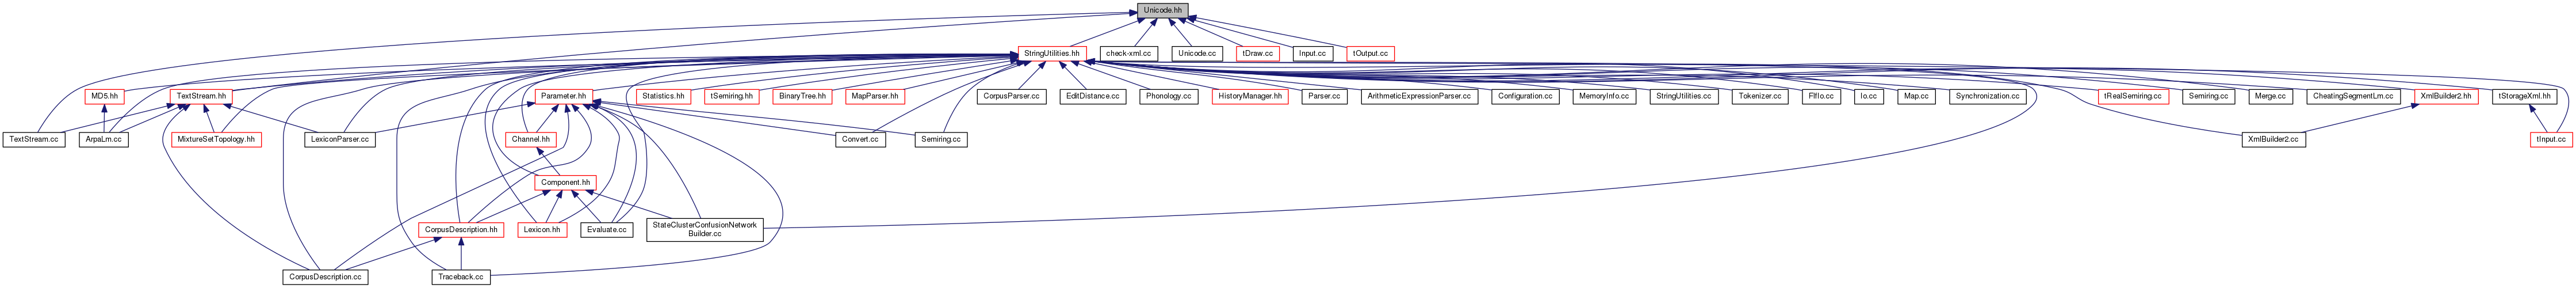 Unicode.hh
StringUtilities.hh
check-xml.cc
Unicode.cc
tDraw.cc
Input.cc
tOutput.cc
MD5.hh
TextStream.hh
Parameter.hh
Statistics.hh
tSemiring.hh
BinaryTree.hh
MapParser.hh
CorpusParser.cc
EditDistance.cc
Phonology.cc
HistoryManager.hh
Parser.cc
ArithmeticExpressionParser.cc
Configuration.cc
MemoryInfo.cc
StringUtilities.cc
Tokenizer.cc
FIfIo.cc
Io.cc
Map.cc
Synchronization.cc
tRealSemiring.cc
Semiring.cc
Merge.cc
CheatingSegmentLm.cc
XmlBuilder2.hh
tStorageXml.hh
TextStream.cc
ArpaLm.cc
MixtureSetTopology.hh
LexiconParser.cc
Channel.hh
Convert.cc
Semiring.cc
XmlBuilder2.cc
tInput.cc
Component.hh
CorpusDescription.hh
Lexicon.hh
Evaluate.cc
StateClusterConfusionNetwork
Builder.cc
CorpusDescription.cc
Traceback.cc